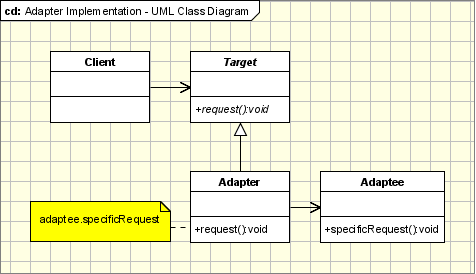 cd: Adapter Implementation - UML Class Diagram
Client
Target
+request():void
Adapter
+request():void
Adaptee
+specificRequest():void
adaptee.specificRequest